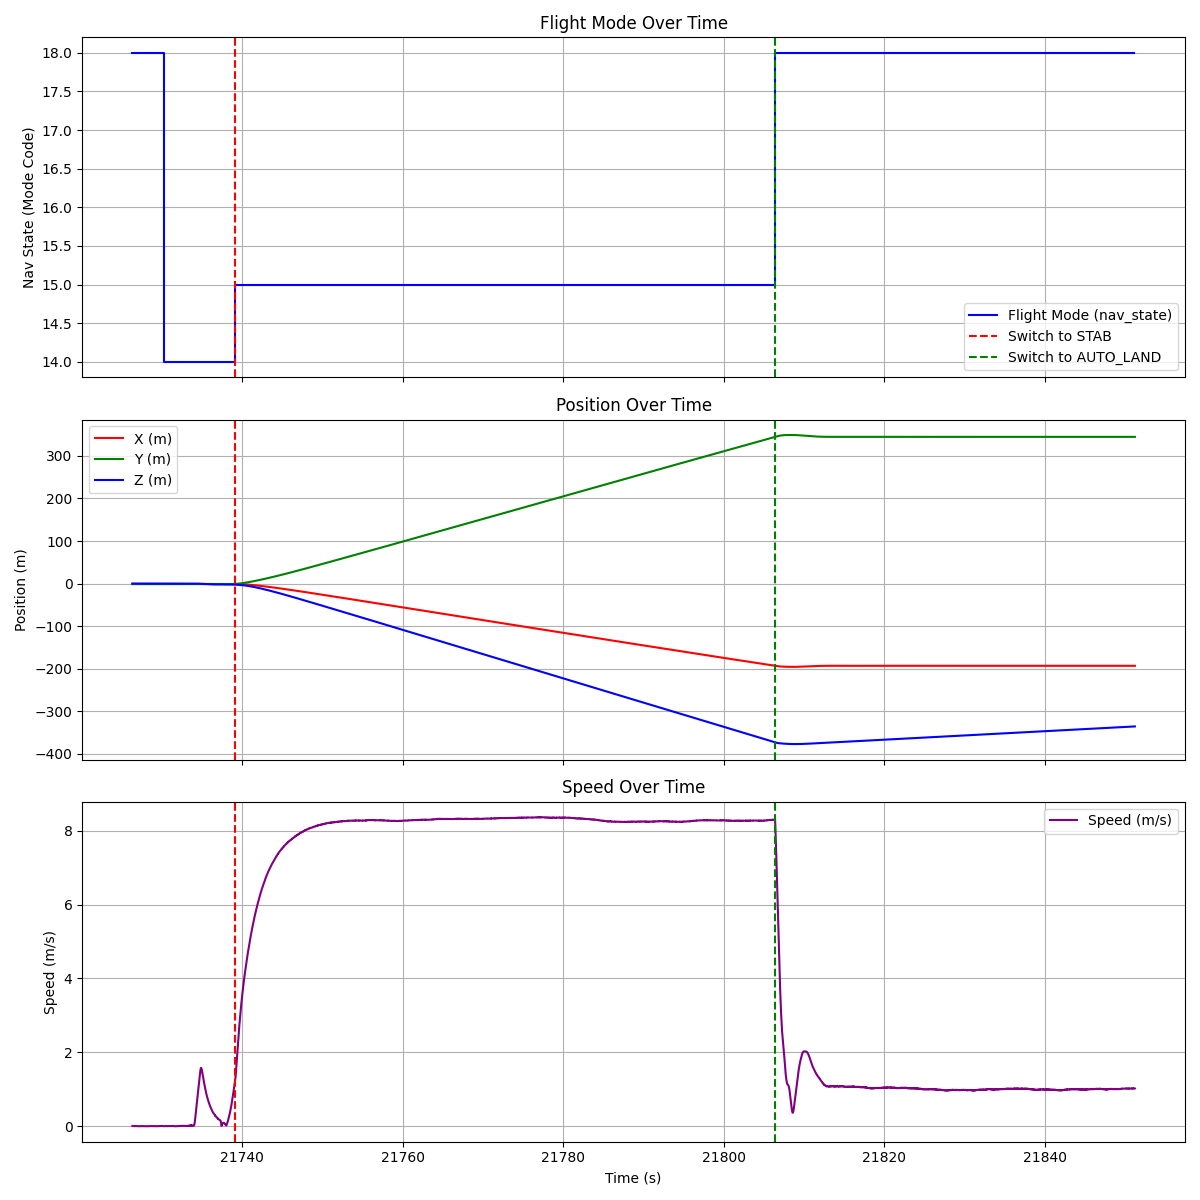 Flight Mode Over Time
Nav State (Mode Code)
18.0
17.5
17.0
16.5
16.0
15.5
15.0
14.5
14.0
Flight Mode (nav_state)
Switch to STAB
Switch to AUTO_LAND
Position Over Time
Position (m)
300
200
100
0
−100
−200
−300
−400
X (m)
Y (m)
Z (m)
Speed Over Time
Speed (m/s)
8
6
4
2
0
Speed (m/s)
21740 21760 21780 21800 21820 21840
Time (s)